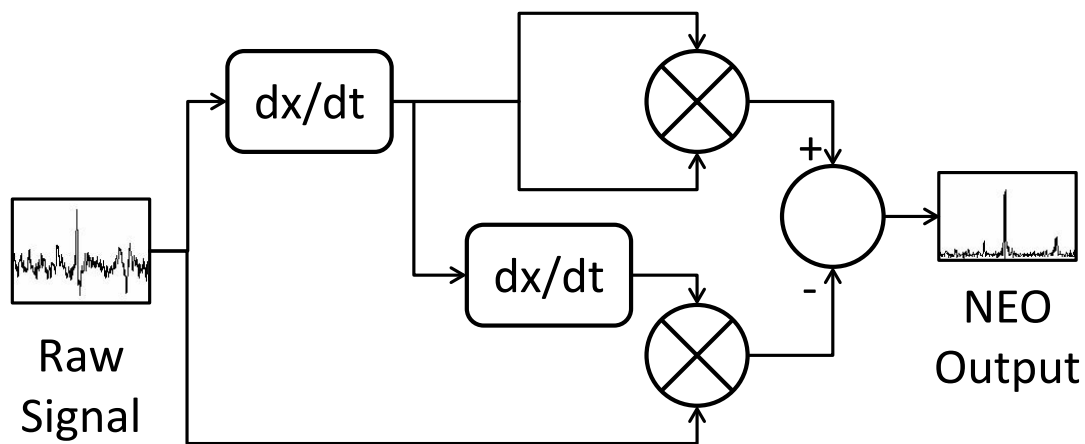 dx/dt
+
dx/dt
-
Raw
Signal
NEO
Output